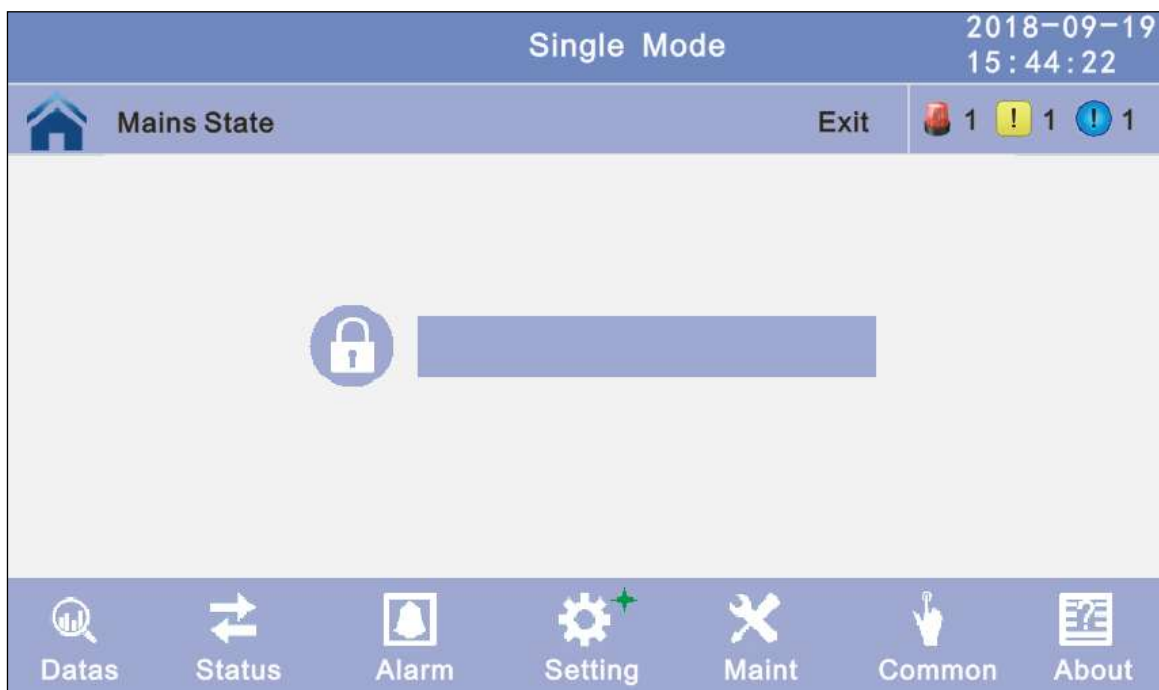 Single Mode
2018-09-19
15:44:22
Mains State
Exit
1
! 1
! 1
Datas
Status
Alarm
Setting
Maint
Common
About